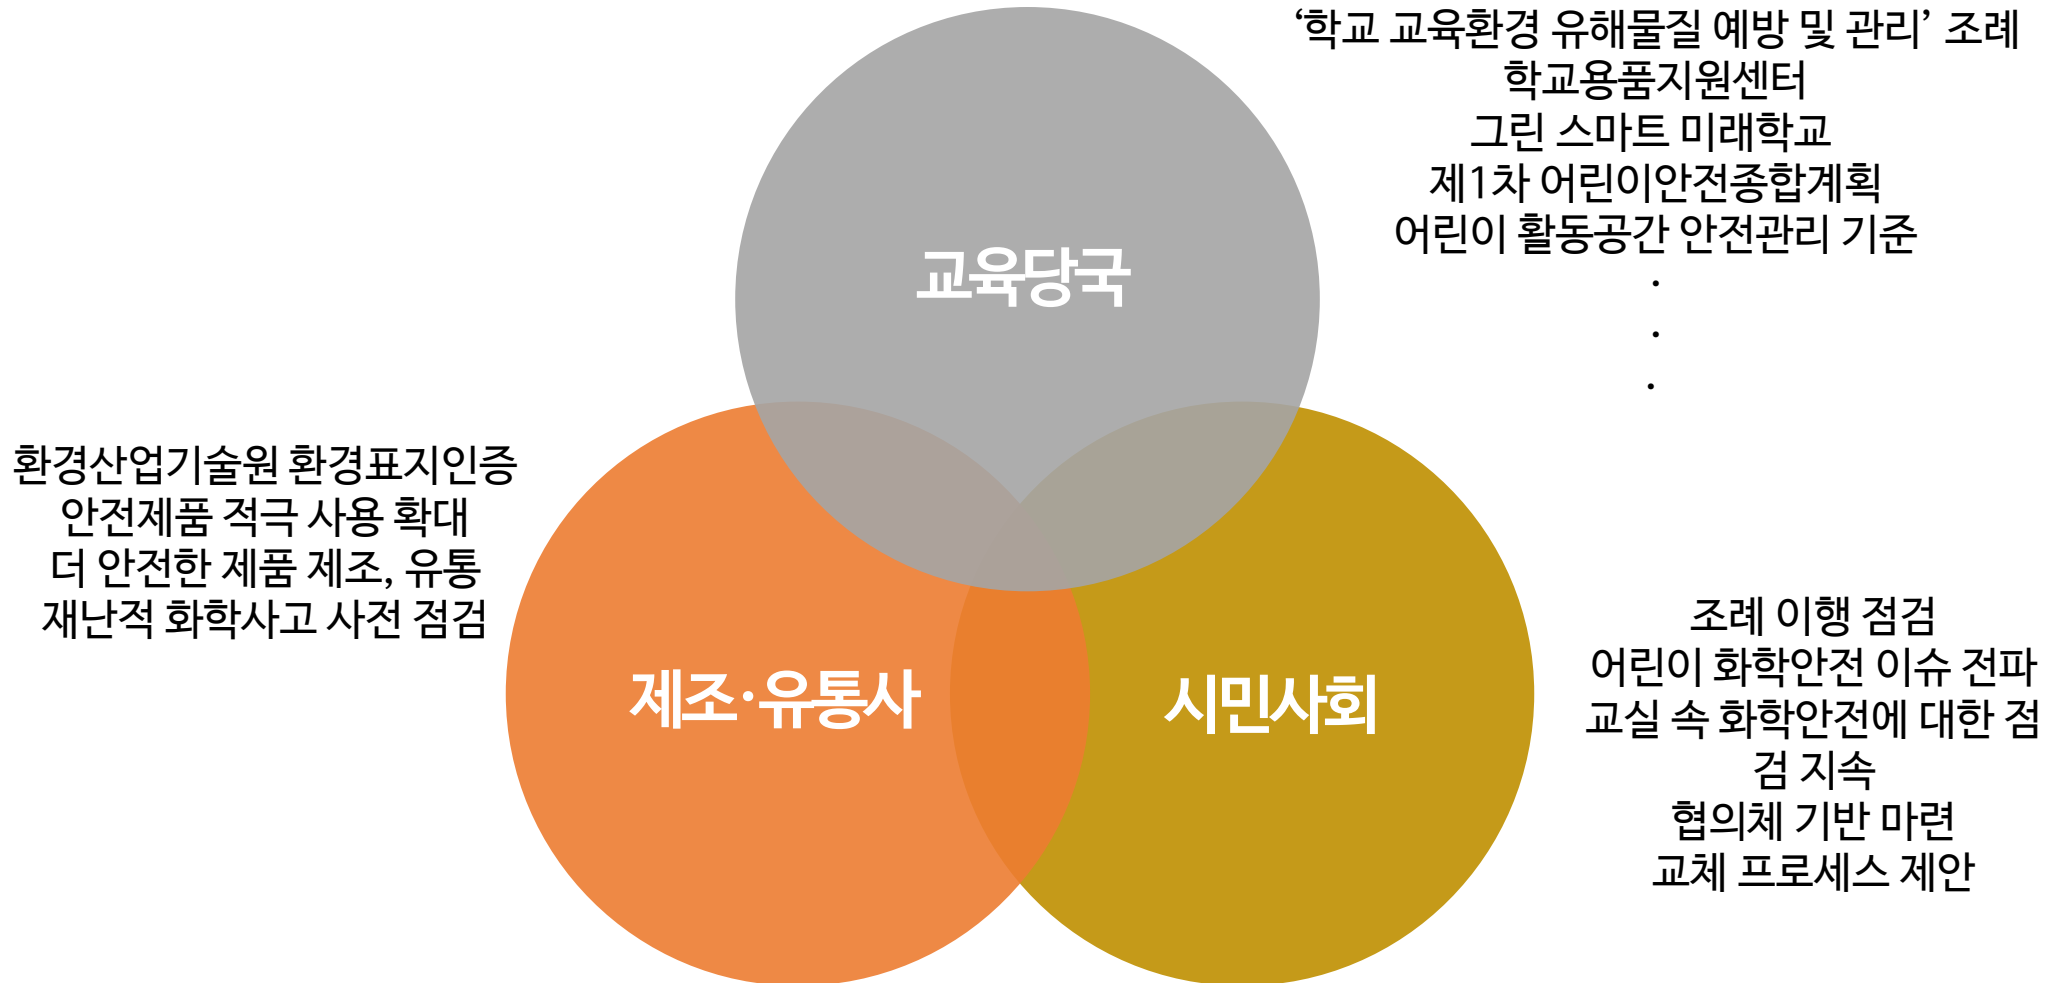 ‘학교 교육환경 유해물질 예방 및 관리’ 조례
학교용품지원센터
그린 스마트 미래학교
제1차 어린이안전종합계획
어린이 활동공간 안전관리 기준
.
.
.
교육당국
환경산업기술원 환경표지인증
안전제품 적극 사용 확대
더 안전한 제품 제조, 유통
재난적 화학사고 사전 점검
제조·유통사
시민사회
조례 이행 점검
어린이 화학안전 이슈 전파
교실 속 화학안전에 대한 점
검 지속
협의체 기반 마련
교체 프로세스 제안